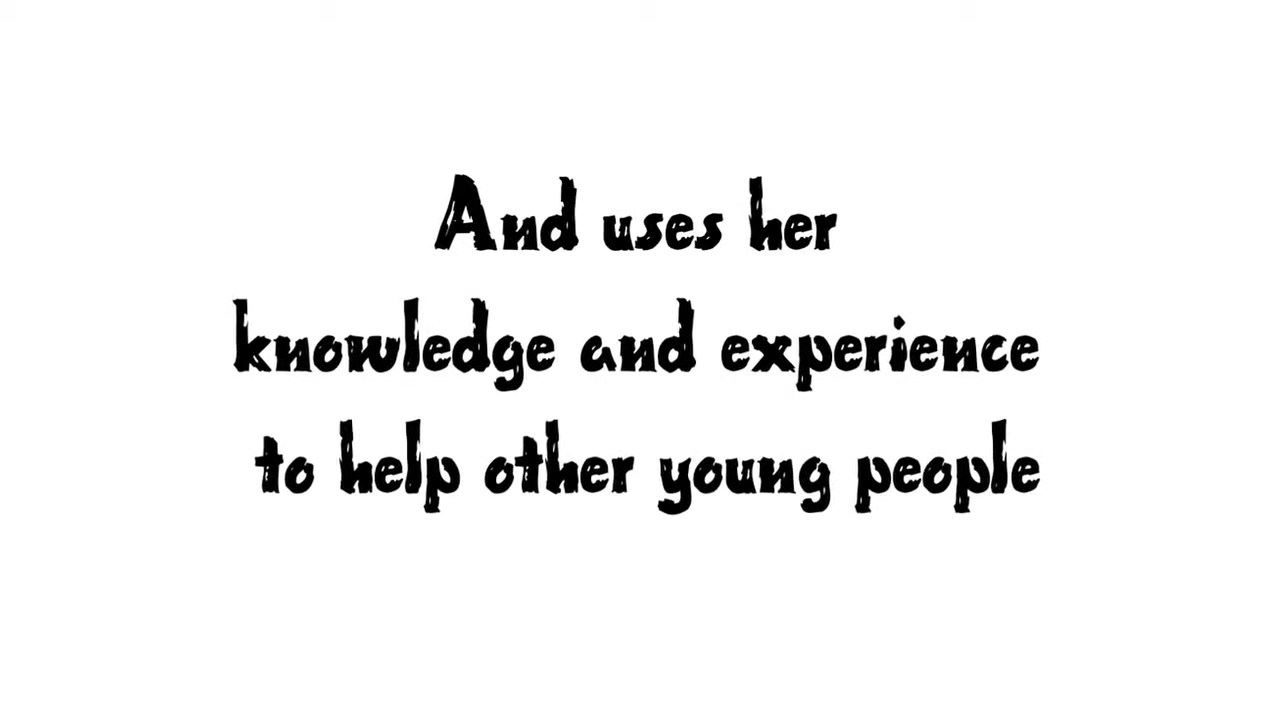 And uses her
knowledge and experience
to help other young people